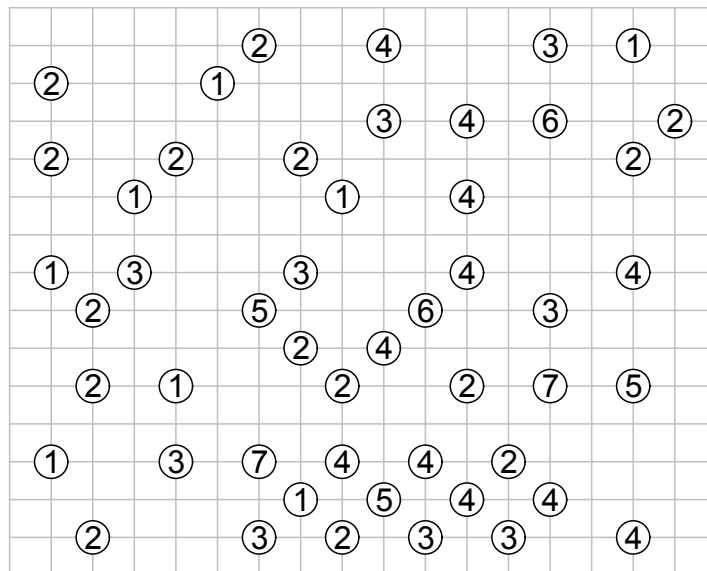 2 4 3 1
2 1
3 4 6 2
2 2 2 2
1 1 4
1 3 3 4 4
2 5 6 3
2 4
2 1 2 2 7 5
1 3 7 4 4 2
1 5 4 4
2 3 2 3 3 4